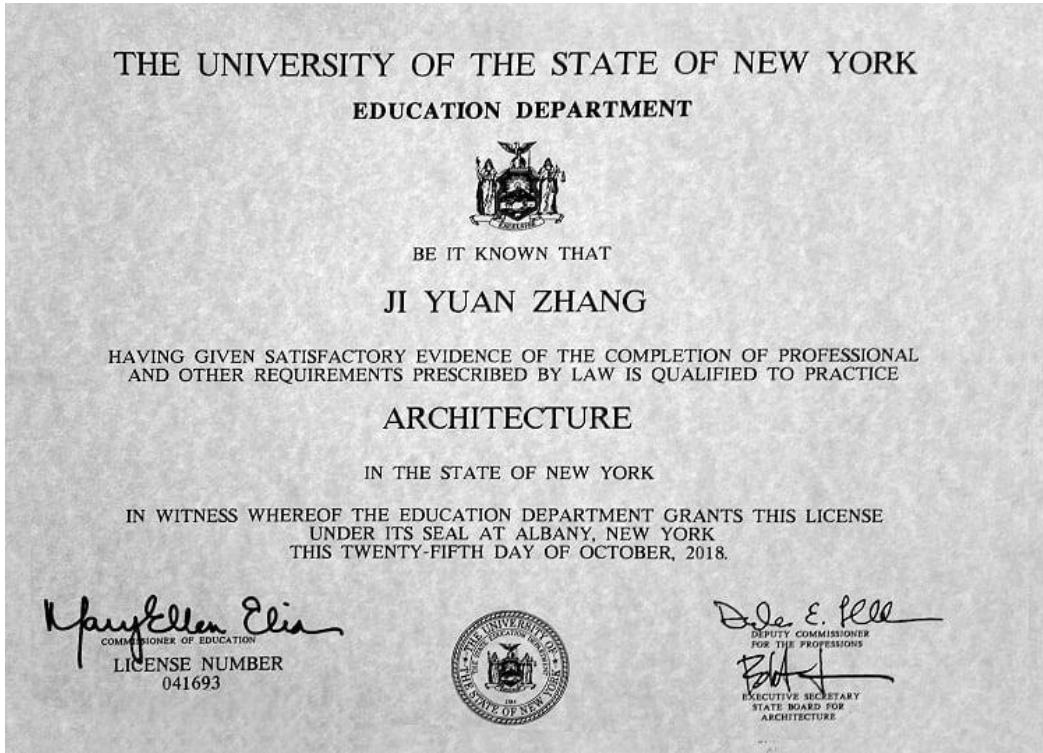 THE UNIVERSITY OF THE STATE OF NEW YORK
EDUCATION DEPARTMENT
EXCELSIOR
BE IT KNOWN THAT
JI YUAN ZHANG
HAVING GIVEN SATISFACTORY EVIDENCE OF THE COMPLETION OF PROFESSIONAL
AND OTHER REQUIREMENTS PRESCRIBED BY LAW IS QUALIFIED TO PRACTICE
ARCHITECTURE
IN THE STATE OF NEW YORK
IN WITNESS WHEREOF THE EDUCATION DEPARTMENT GRANTS THIS LICENSE
UNDER ITS SEAL AT ALBANY, NEW YORK
THIS TWENTY-FIFTH DAY OF OCTOBER, 2018.
MaryEllen Elia
COMMISSIONER OF EDUCATION
LICENSE NUMBER
041693
THE UNIVERSITY OF THE STATE OF NEW YORK
THE STATE EDUCATION DEPARTMENT
DEPUTY COMMISSIONER
FOR THE PROFESSIONS
EXECUTIVE SECRETARY
STATE BOARD FOR
ARCHITECTURE